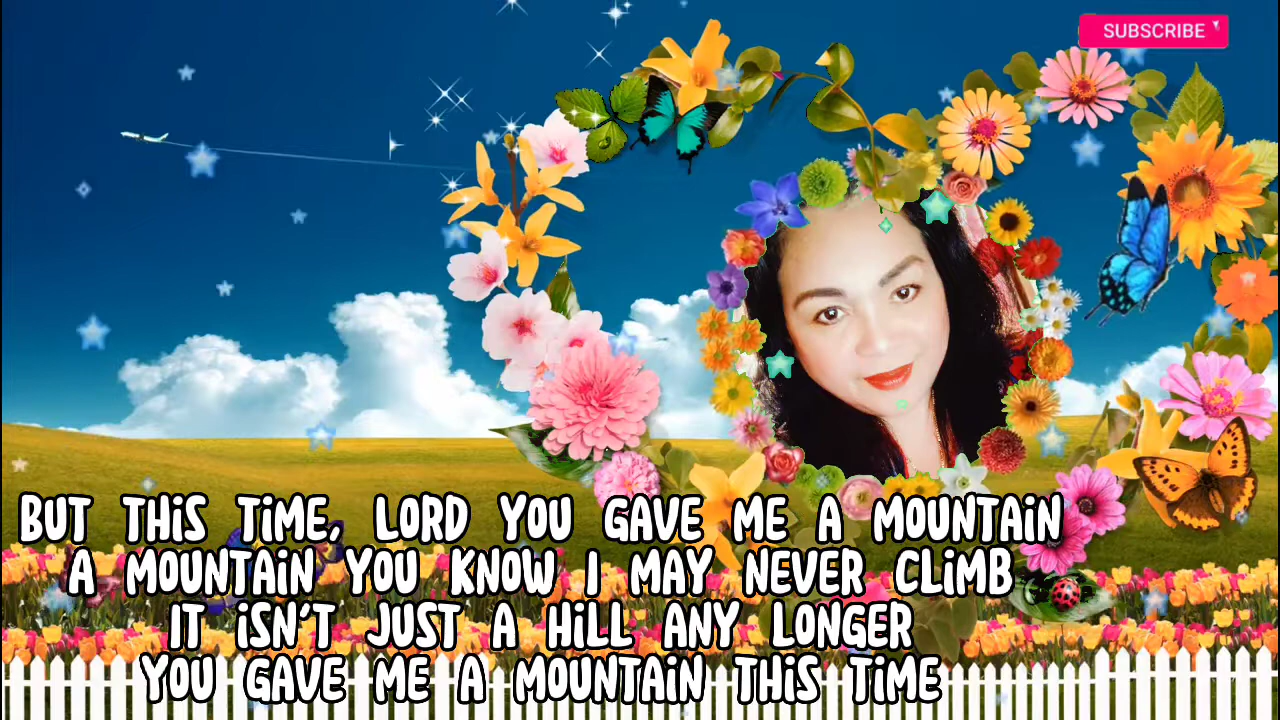 SUBSCRIBE
BUT THIS TIME, LORD YOU GAVE ME A MOUNTAIN
A MOUNTAIN YOU KNOW I MAY NEVER CLIMB
IT ISN'T JUST A HILL ANY LONGER
YOU GAVE ME A MOUNTAIN THIS TIME